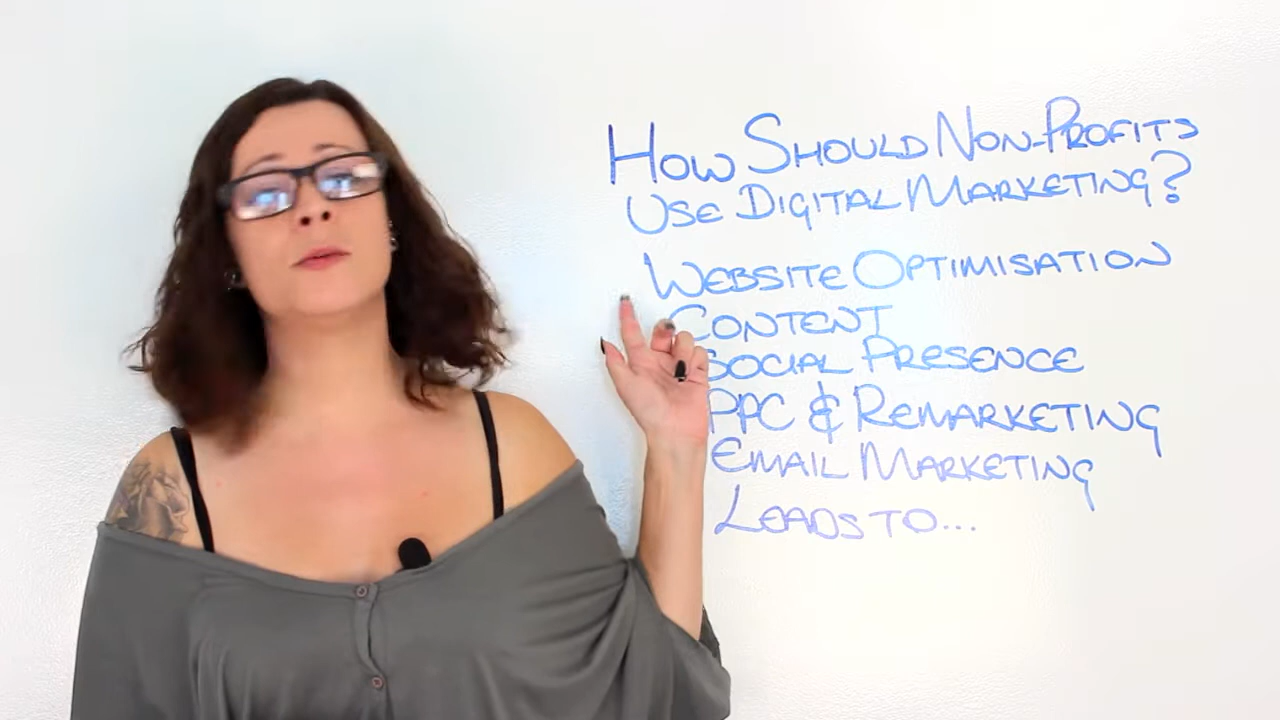 How Should Non-Profits
Use Digital Marketing?
Website Optimisation
Content
Social Presence
PPC & Remarketing
Email Marketing
Leads to...